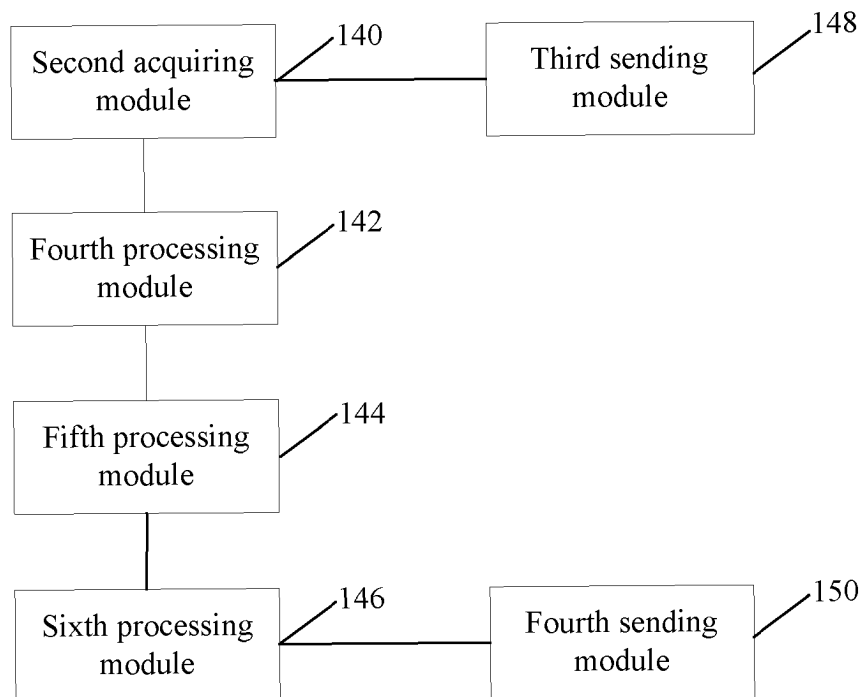 140
148
Second acquiring
module
Third sending
module
142
Fourth processing
module
144
Fifth processing
module
146
150
Sixth processing
module
Fourth sending
module